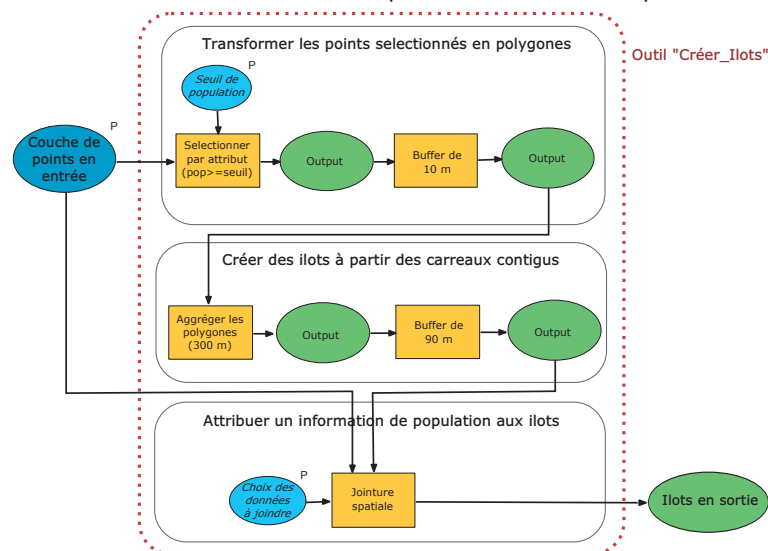 Transformer les points selectionnés en polygones
Outil "Créer_Ilots"
P
Seuil de
population
P
Couche de
points en
entrée
Selectionner
par attribut
(pop>=seuil)
Output
Buffer de
10 m
Output
Créer des ilots à partir des carreaux contigus
Aggréger les
polygones
(300 m)
Output
Buffer de
90 m
Output
Attribuer un information de population aux ilots
P
Choix des
données
à joindre
Jointure
spatiale
Ilots en sortie